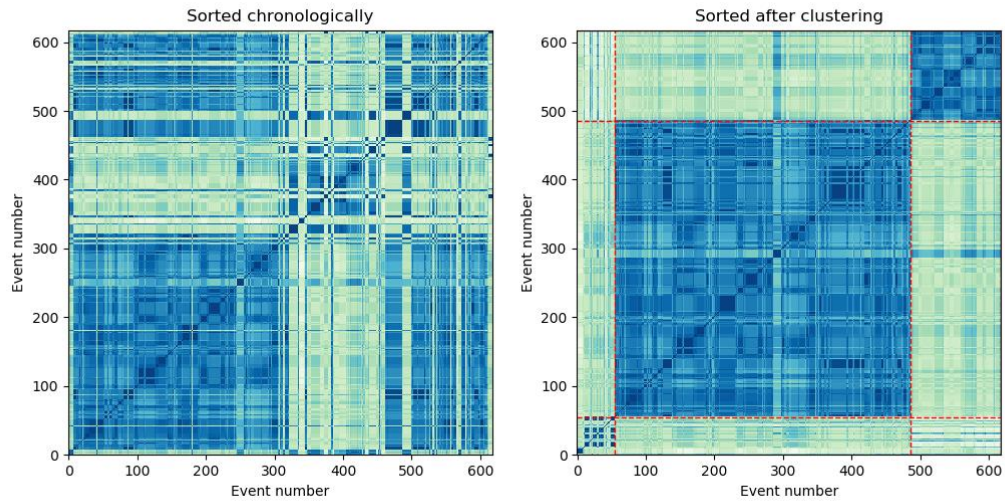 Sorted chronologically
600
500
400
300
200
100
0
Event number
0 100 200 300 400 500 600
Event number
Sorted after clustering
600
500
400
300
200
100
0
Event number
0 100 200 300 400 500 600
Event number